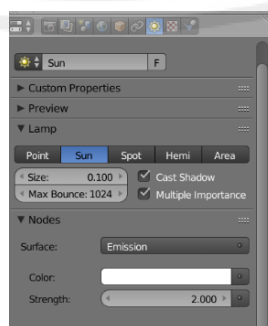 Sun F
Custom Properties
Preview
Lamp
Point Sun Spot Hemi Area
Size: 0.100 Cast Shadow
Max Bounce: 1024 Multiple Importance
Nodes
Surface: Emission
Color:
Strength: 2.000